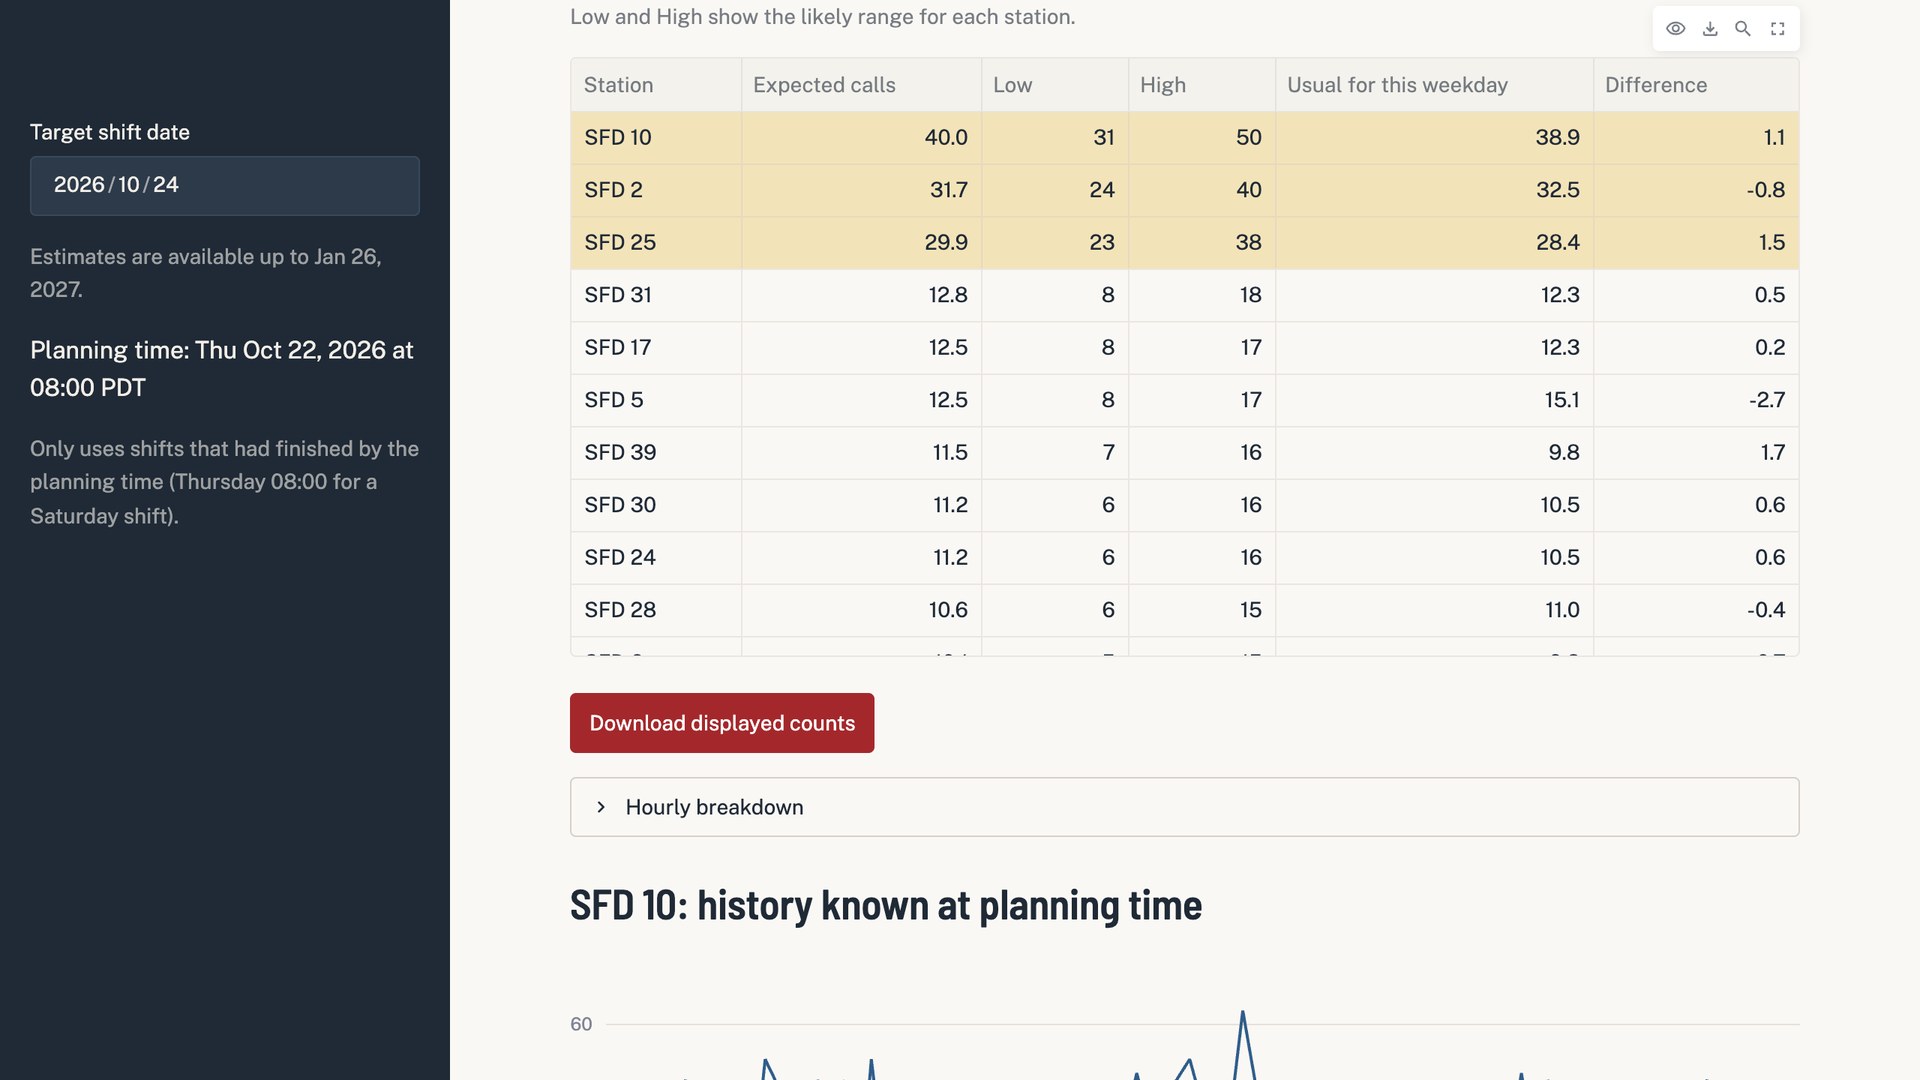 Target shift date
2026/10/24
Estimates are available up to Jan 26,
2027.
Planning time: Thu Oct 22, 2026 at
08:00 PDT
Only uses shifts that had finished by the
planning time (Thursday 08:00 for a
Saturday shift).
Low and High show the likely range for each station.
Station Expected calls Low High Usual for this weekday Difference
SFD 10 40.0 31 50 38.9 1.1
SFD 2 31.7 24 40 32.5 -0.8
SFD 25 29.9 23 38 28.4 1.5
SFD 31 12.8 8 18 12.3 0.5
SFD 17 12.5 8 17 12.3 0.2
SFD 5 12.5 8 17 15.1 -2.7
SFD 39 11.5 7 16 9.8 1.7
SFD 30 11.2 6 16 10.5 0.6
SFD 24 11.2 6 16 10.5 0.6
SFD 28 10.6 6 15 11.0 -0.4
Download displayed counts
Hourly breakdown
SFD 10: history known at planning time
60